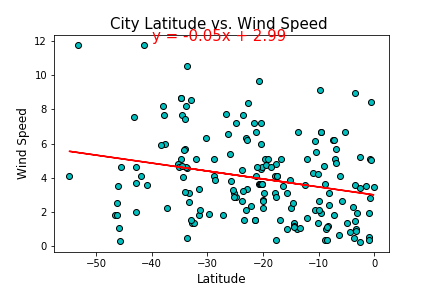 City Latitude vs. Wind Speed
y = -0.05x + 2.99
12
10
8
6
4
2
0
Wind Speed
−50 −40 −30 −20 −10 0
Latitude